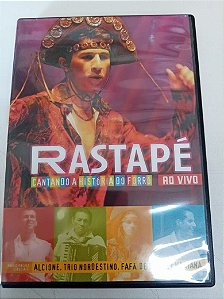 RASTAPÉ
CANTANDO A HISTÓRIA DO FORRÓ AO VIVO
ALCIONE, TRIO NORDESTINO, FAFÁ DE